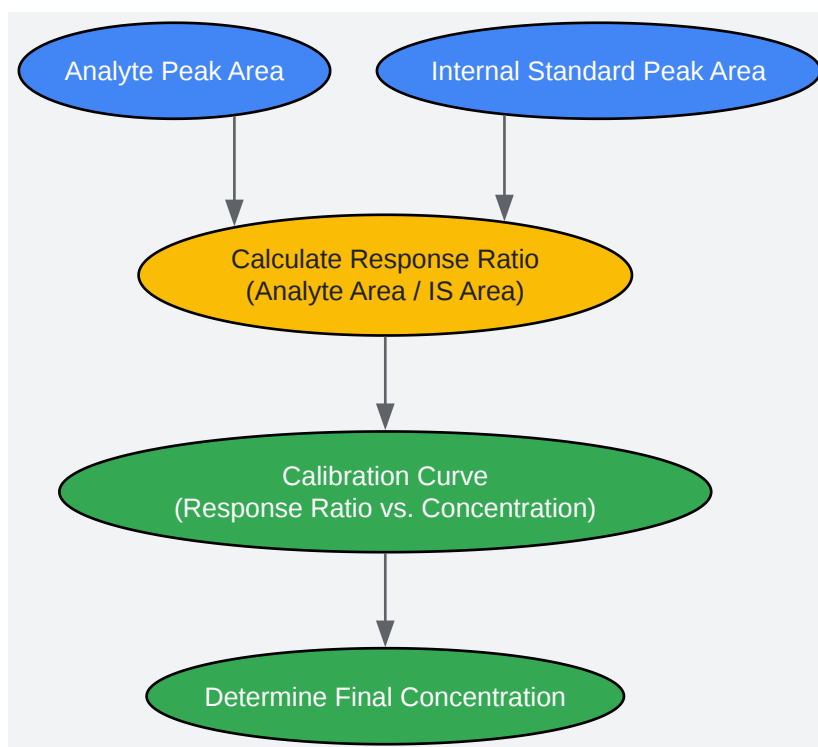 Analyte Peak Area
Internal Standard Peak Area
Calculate Response Ratio
(Analyte Area / IS Area)
Calibration Curve
(Response Ratio vs. Concentration)
Determine Final Concentration